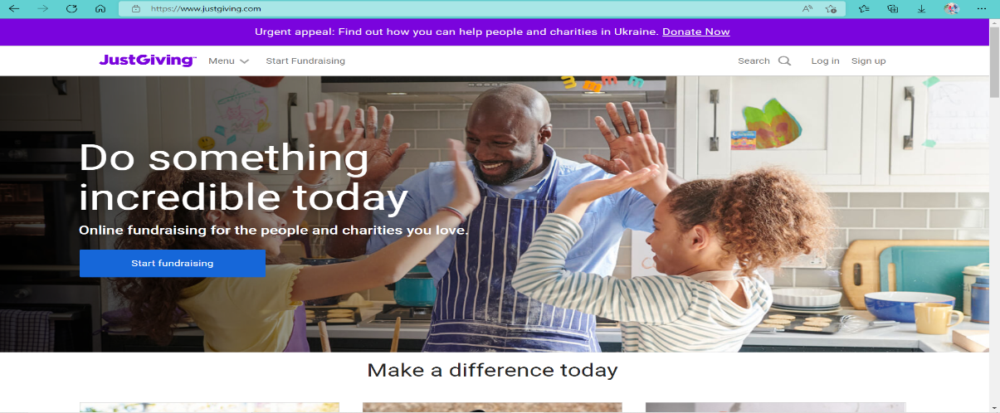 https://www.justgiving.com
Urgent appeal: Find out how you can help people and charities in Ukraine. Donate Now
JustGiving™ Menu Start Fundraising Search Log in Sign up
Do something
incredible today
Online fundraising for the people and charities you love.
Start fundraising
Make a difference today